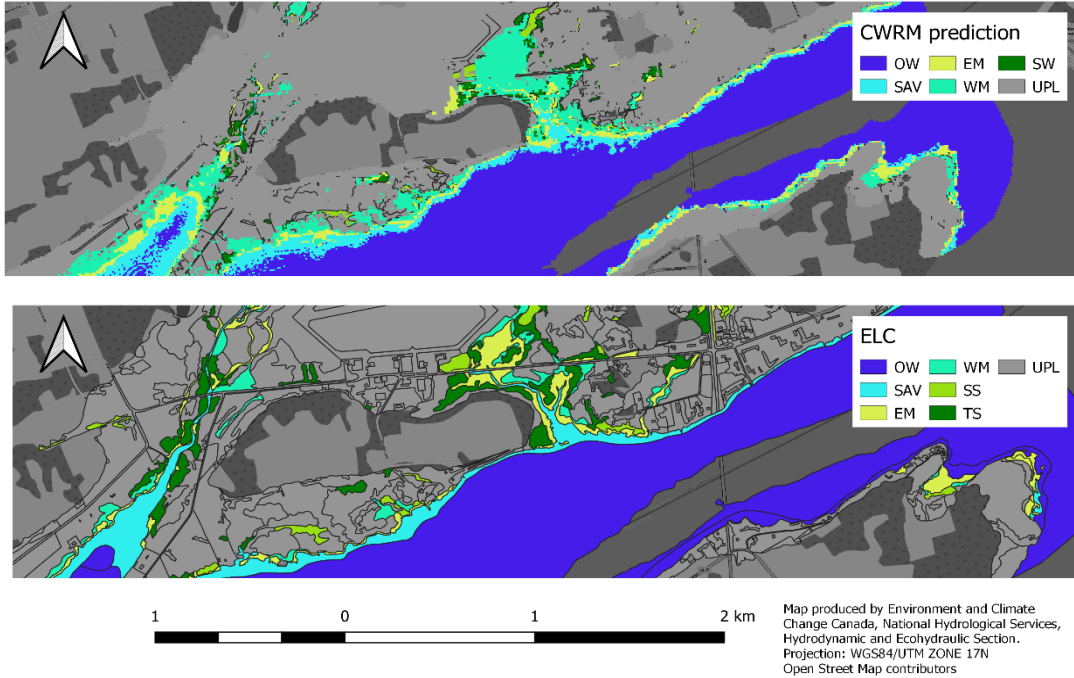 CWRM prediction
OW EM SW
SAV WM UPL
ELC
OW WM UPL
SAV SS
EM TS
1 0 1 2 km
Map produced by Environment and Climate
Change Canada, National Hydrological Services,
Hydrodynamic and Ecohydraulic Section.
Projection: WGS84/UTM ZONE 17N
Open Street Map contributors